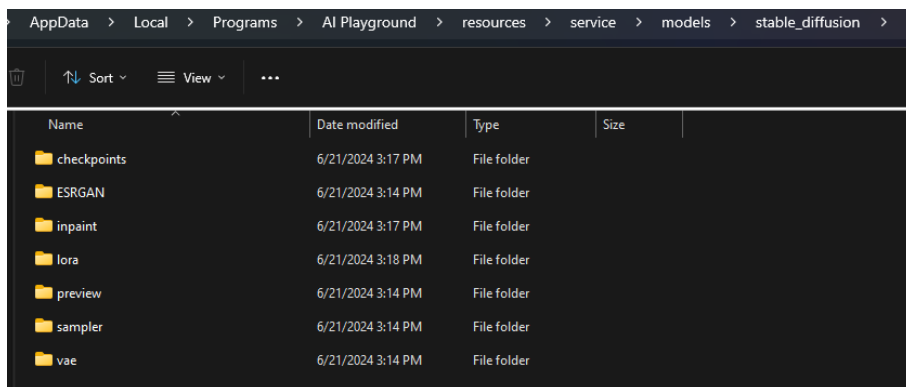 AppData > Local > Programs > AI Playground > resources > service > models > stable_diffusion >
Sort View ...
Name Date modified Type Size
checkpoints 6/21/2024 3:17 PM File folder
ESRGAN 6/21/2024 3:14 PM File folder
inpaint 6/21/2024 3:17 PM File folder
lora 6/21/2024 3:18 PM File folder
preview 6/21/2024 3:14 PM File folder
sampler 6/21/2024 3:14 PM File folder
vae 6/21/2024 3:14 PM File folder